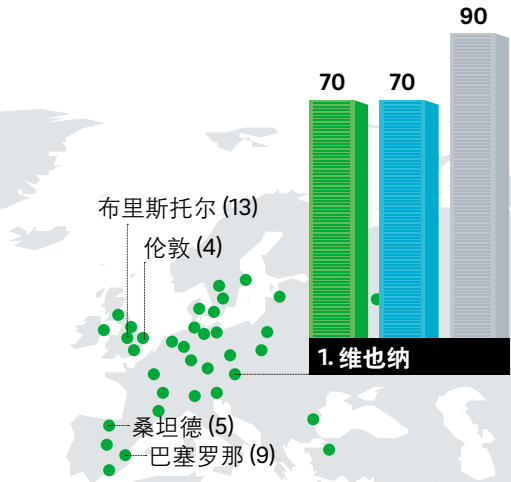 90
70 70
布里斯托尔 (13)
伦敦 (4)
1. 维也纳
桑坦德 (5)
巴塞罗那 (9)